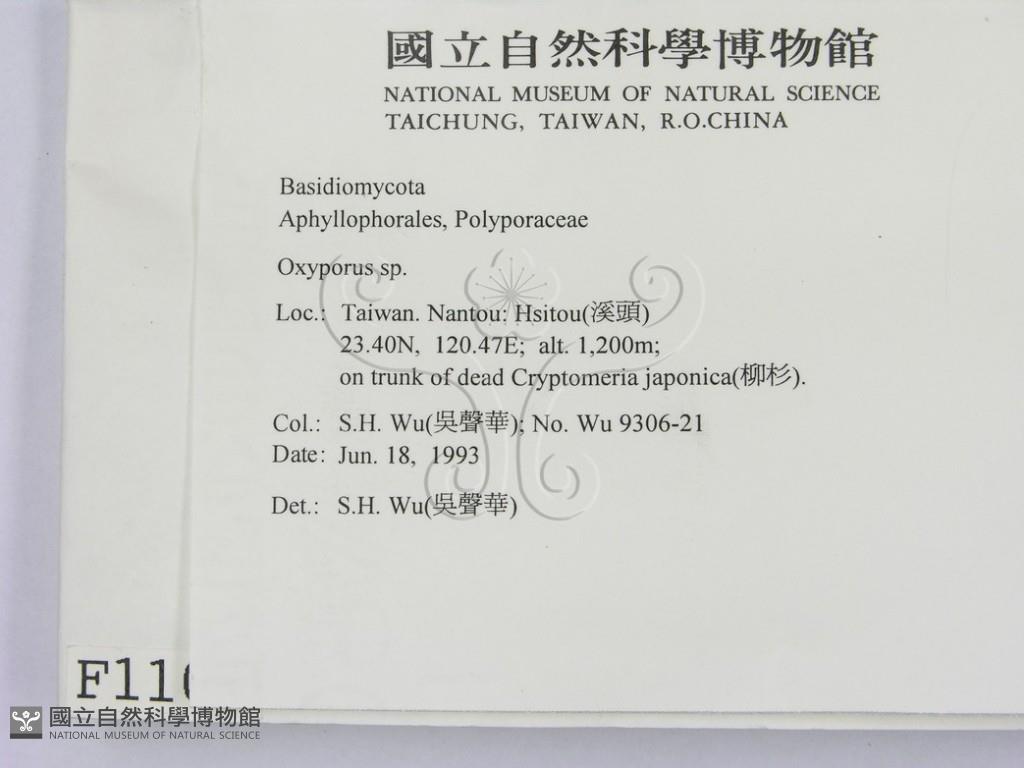 國立自然科學博物館
NATIONAL MUSEUM OF NATURAL SCIENCE
TAICHUNG, TAIWAN, R.O.CHINA
Basidiomycota
Aphyllophorales, Polyporaceae
Oxyporus sp.
Loc.: Taiwan. Nantou: Hsitou(溪頭)
23.40N, 120.47E; alt. 1,200m;
on trunk of dead Cryptomeria japonica(柳杉).
Col.: S.H. Wu(吳聲華); No. Wu 9306-21
Date: Jun. 18, 1993
Det.: S.H. Wu(吳聲華)
F11
國立自然科學博物館
NATIONAL MUSEUM OF NATURAL SCIENCE